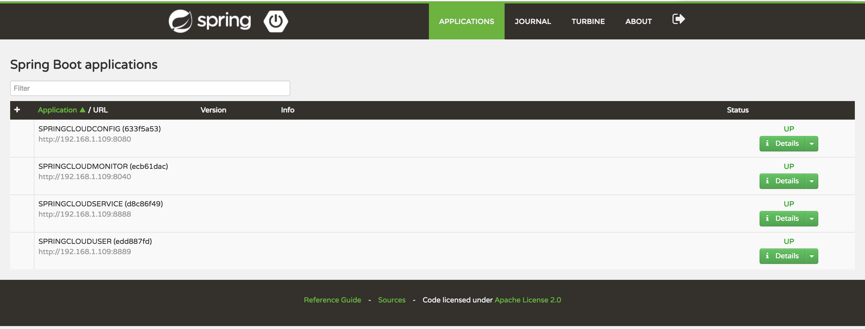 spring
APPLICATIONS JOURNAL TURBINE ABOUT
Spring Boot applications
Filter
+ Application ▲ / URL Version Info Status
SPRINGCLOUDCONFIG (633f5a53)
http://192.168.1.109:8080
UP
i Details
SPRINGCLOUDMONITOR (ecb61dac)
http://192.168.1.109:8040
UP
i Details
SPRINGCLOUDSERVICE (d8c86f49)
http://192.168.1.109:8888
UP
i Details
SPRINGCLOUDUSER (edd887fd)
http://192.168.1.109:8889
UP
i Details
Reference Guide - Sources - Code licensed under Apache License 2.0